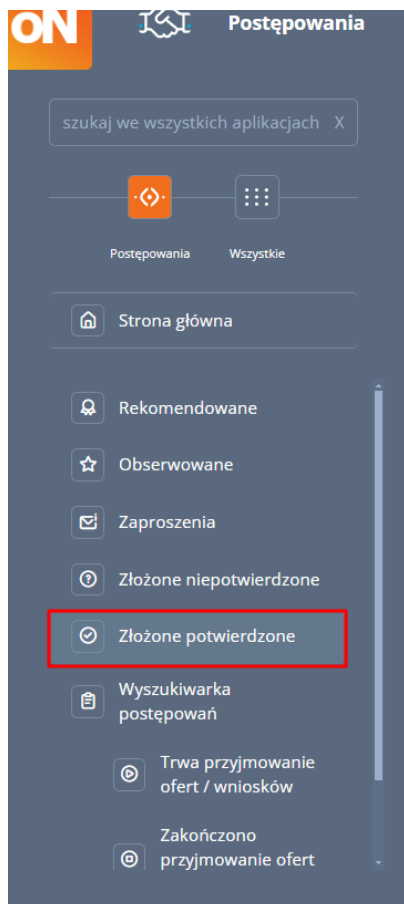 ON
Postępowania
szukaj we wszystkich aplikacjach X
Postępowania Wszystkie
Strona główna
Rekomendowane
Obserwowane
Zaproszenia
Złożone niepotwierdzone
Złożone potwierdzone
Wyszukiwarka
postępowań
Trwa przyjmowanie
ofert / wniosków
Zakończono
przyjmowanie ofert